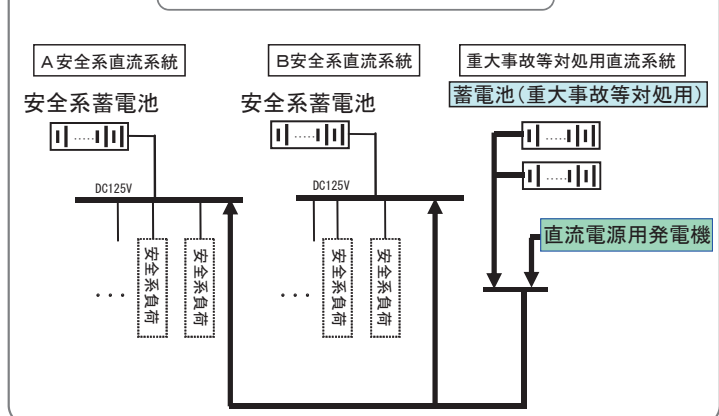 A安全系直流系統
B安全系直流系統
重大事故等対処用直流系統
安全系蓄電池
安全系蓄電池
蓄電池(重大事故等対処用)
DC125V
DC125V
直流電源用発電機
・・・
安全系負荷
安全系負荷
・・・
安全系負荷
安全系負荷